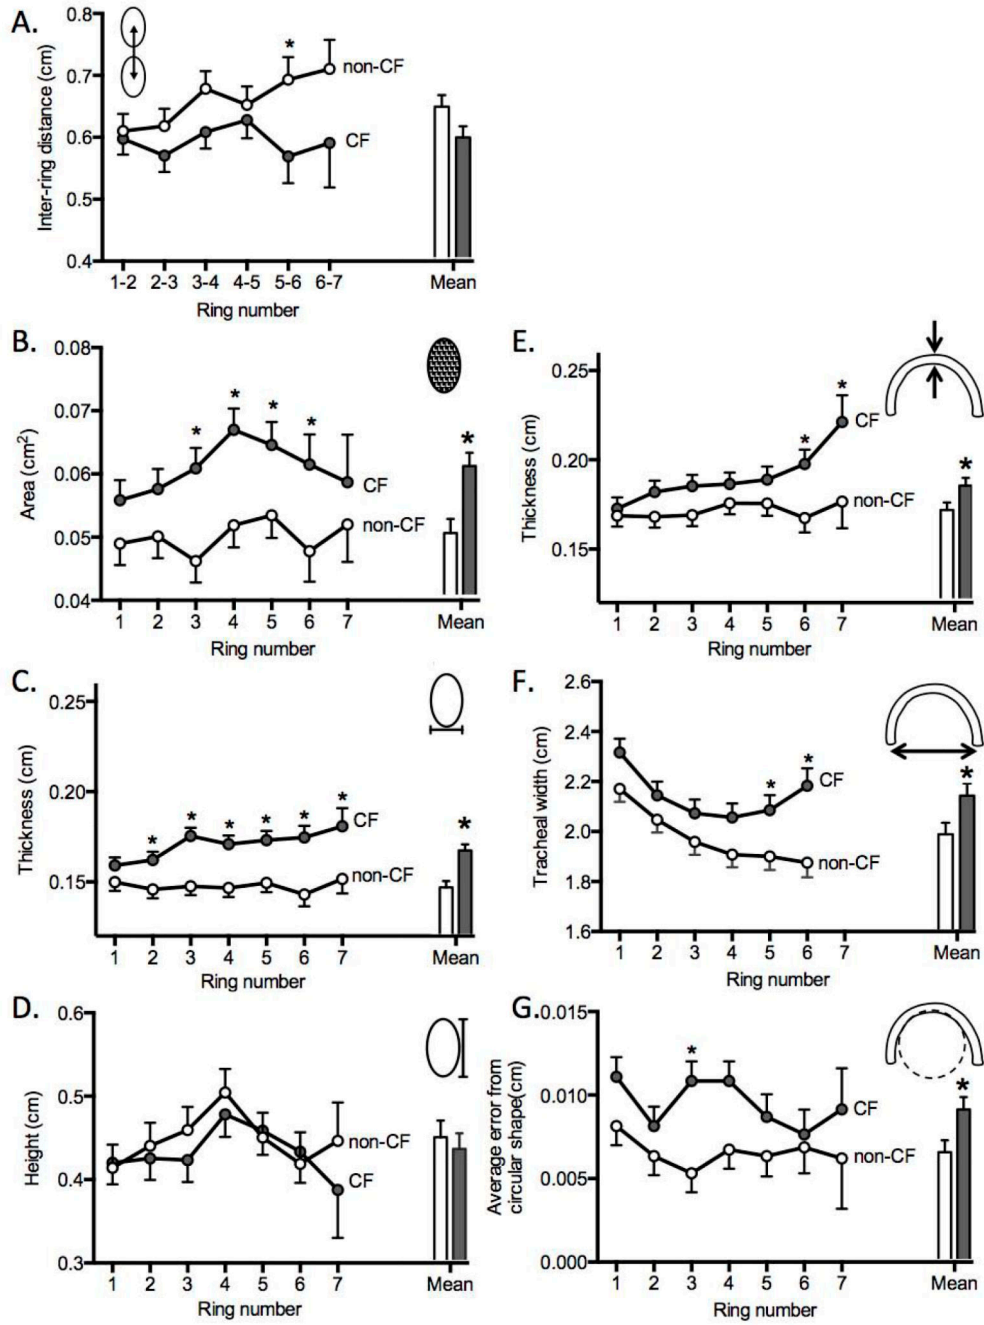 A.
Inter-ring distance (cm)
0.8
0.7
0.6
0.5
0.4
*
non-CF
CF
1-2 2-3 3-4 4-5 5-6 6-7 Mean
Ring number
B.
Area (cm²)
0.08
0.07
0.06
0.05
0.04
* * * * *
CF
non-CF
1 2 3 4 5 6 7 Mean
Ring number
C.
Thickness (cm)
0.25
0.20
0.15
* * * * * * *
CF
non-CF
1 2 3 4 5 6 7 Mean
Ring number
D.
Height (cm)
0.6
0.5
0.4
0.3
non-CF
CF
1 2 3 4 5 6 7 Mean
Ring number
E.
Thickness (cm)
0.25
0.20
0.15
* * *
CF
non-CF
1 2 3 4 5 6 7 Mean
Ring number
F.
Tracheal width (cm)
2.6
2.4
2.2
2.0
1.8
1.6
* * *
CF
non-CF
1 2 3 4 5 6 7 Mean
Ring number
G.
Average error from
circular shape(cm)
0.015
0.010
0.005
0.000
* *
CF
non-CF
1 2 3 4 5 6 7 Mean
Ring number